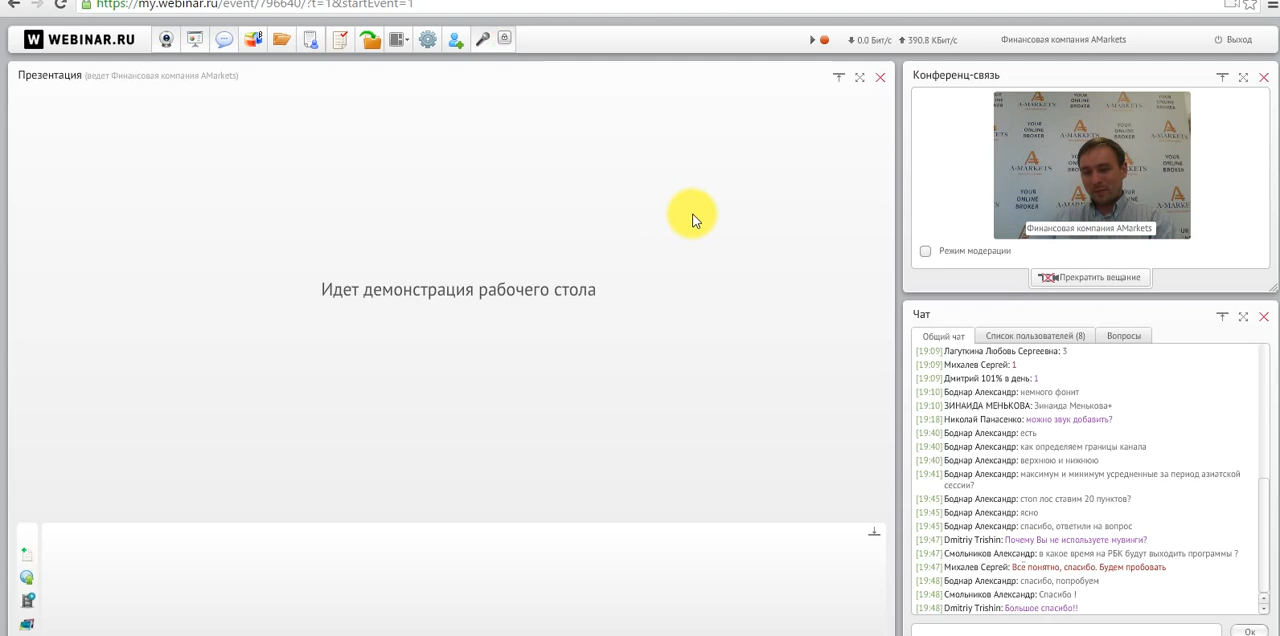 https://my.webinar.ru/event/796640/?t=1&startEvent=1
W WEBINAR.RU
0.0 Бит/с 390.8 КБит/с
Финансовая компания AMarkets
Выход
Презентация (ведет Финансовая компания AMarkets)
Идет демонстрация рабочего стола
Конференц-связь
YOUR ONLINE BROKER
A-MARKETS
Финансовая компания AMarkets
Режим модерации
Прекратить вещание
Чат
Общий чат Список пользователей (8) Вопросы
[19:09] Лагуткина Любовь Сергеевна: 3
[19:09] Михалев Сергей: 1
[19:09] Дмитрий 101% в день: 1
[19:10] Боднар Александр: немного фонит
[19:10] ЗИНАИДА МЕНЬКОВА: Зинаида Менькова+
[19:18] Николай Панасенко: можно звук добавить?
[19:40] Боднар Александр: есть
[19:40] Боднар Александр: как определяем границы канала
[19:40] Боднар Александр: верхнюю и нижнюю
[19:41] Боднар Александр: максимум и минимум усредненные за период азиатской
сессии?
[19:45] Боднар Александр: стоп лос ставим 20 пунктов?
[19:45] Боднар Александр: ясно
[19:45] Боднар Александр: спасибо, ответили на вопрос
[19:47] Dmitriy Trishin: Почему Вы не используете мувинги?
[19:47] Смольников Александр: в какое время на РБК будут выходить программы ?
[19:47] Михалев Сергей: Все понятно, спасибо. Будем пробовать
[19:48] Боднар Александр: спасибо, попробуем
[19:48] Смольников Александр: Спасибо !
[19:48] Dmitriy Trishin: Большое спасибо!!
Ок